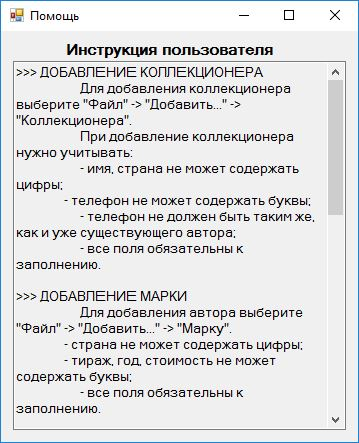 Помощь
Инструкция пользователя
>>> ДОБАВЛЕНИЕ КОЛЛЕКЦИОНЕРА
Для добавления коллекционера
выберите "Файл" -> "Добавить..." ->
"Коллекционера".
При добавление коллекционера
нужно учитывать:
- имя, страна не может содержать
цифры;
- телефон не может содержать буквы;
- телефон не должен быть таким же,
как и уже существующего автора;
- все поля обязательны к
заполнению.
>>> ДОБАВЛЕНИЕ МАРКИ
Для добавления автора выберите
"Файл" -> "Добавить..." -> "Марку".
- страна не может содержать цифры;
- тираж, год, стоимость не может
содержать буквы;
- все поля обязательны к
заполнению.